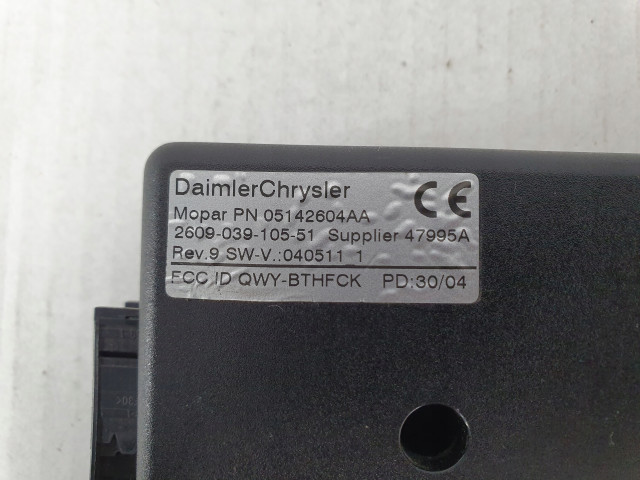 DaimlerChrysler CE
Mopar PN 05142604AA
2609-039-105-51 Supplier 47995A
Rev.9 SW-V.:040511 1
FCC ID QWY-BTHFCK PD:30/04